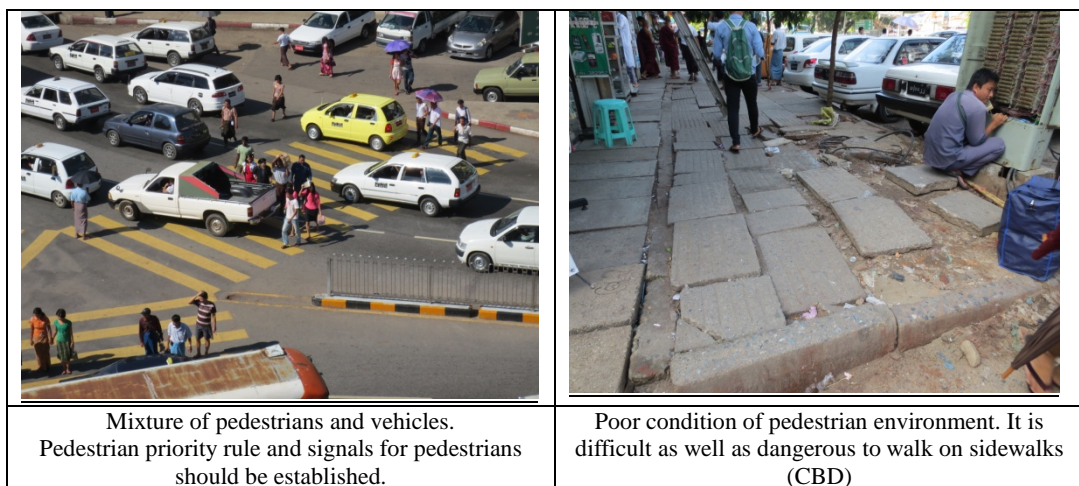 Mixture of pedestrians and vehicles.
Pedestrian priority rule and signals for pedestrians
should be established.
Poor condition of pedestrian environment. It is
difficult as well as dangerous to walk on sidewalks
(CBD)